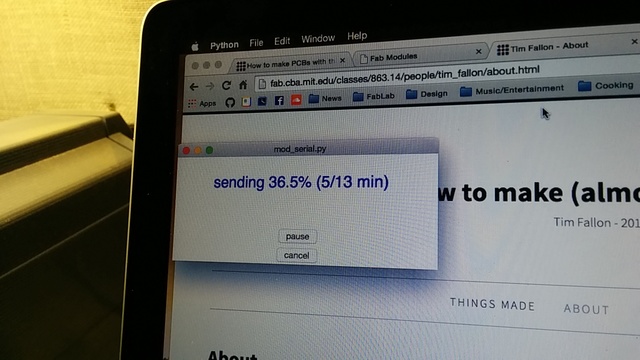 Python File Edit Window Help
How to make PCBs with th
Fab Modules
Tim Fallon - About
fab.cba.mit.edu/classes/863.14/people/tim_fallon/about.html
Apps News FabLab Design Music/Entertainment Cooking
mod_serial.py
sending 36.5% (5/13 min)
pause
cancel
w to make (almo
Tim Fallon - 201
THINGS MADE ABOUT
About